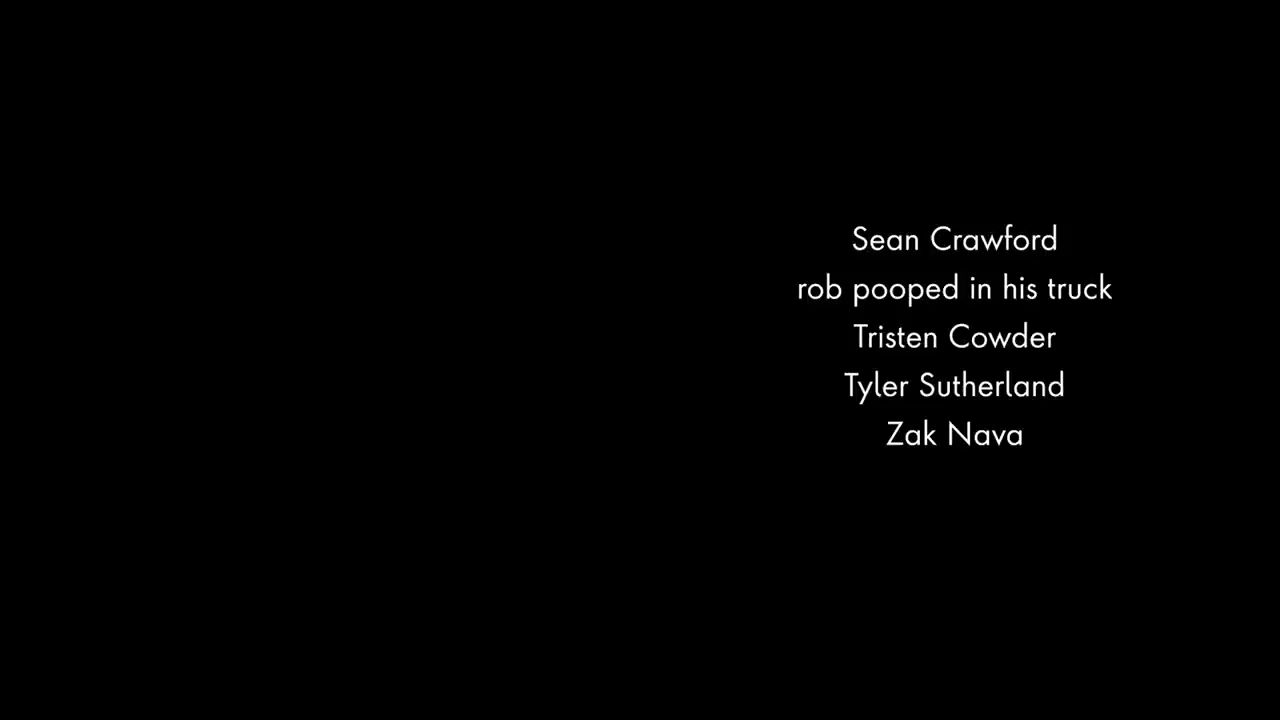 Sean Crawford
rob pooped in his truck
Tristen Cowder
Tyler Sutherland
Zak Nava